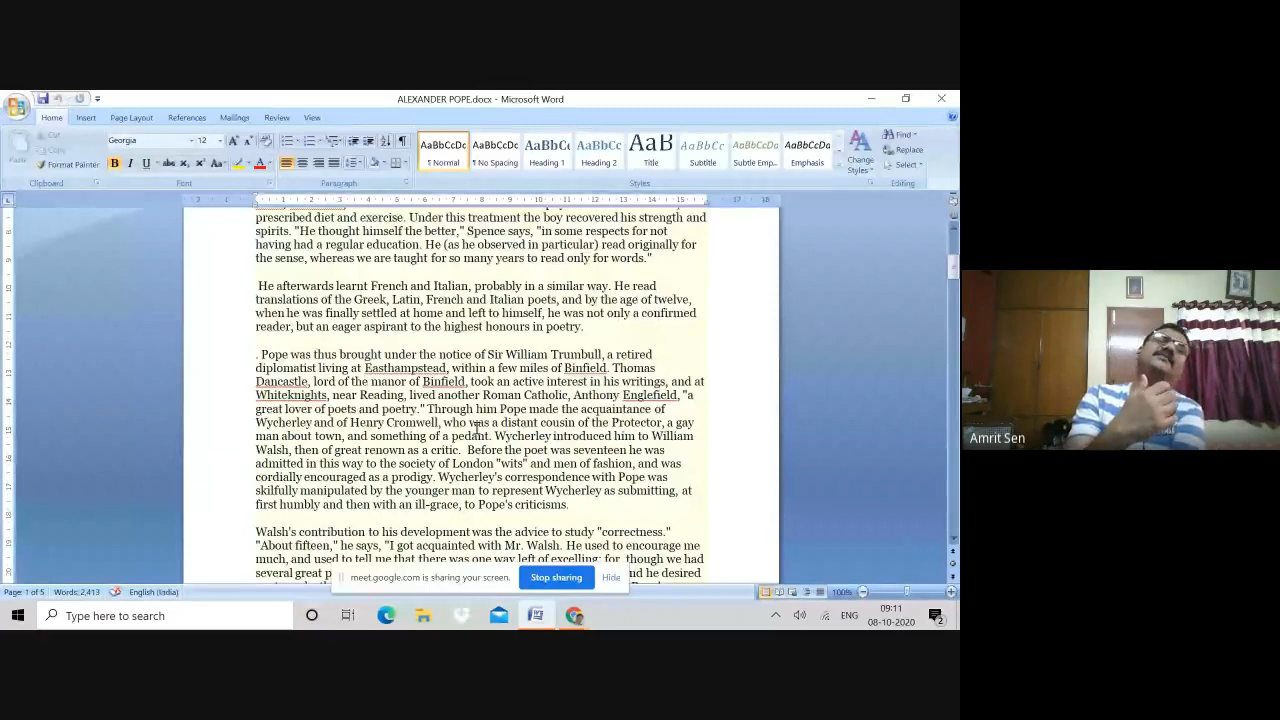 ALEXANDER POPE.docx - Microsoft Word
Home Insert Page Layout References Mailings Review View
Paste
Cut
Copy
Format Painter
Clipboard
Georgia 12
B I U
Font
Paragraph
AaBbCcDc AaBbCcDc AaBbCc AaBbCc AaB AaBbCc. AaBbCcDa AaBbCcDa
¶ Normal ¶ No Spacing Heading 1 Heading 2 Title Subtitle Subtle Emp... Emphasis
Styles
Change Styles
Find
Replace
Select
Editing
prescribed diet and exercise. Under this treatment the boy recovered his strength and
spirits. "He thought himself the better," Spence says, "in some respects for not
having had a regular education. He (as he observed in particular) read originally for
the sense, whereas we are taught for so many years to read only for words."
He afterwards learnt French and Italian, probably in a similar way. He read
translations of the Greek, Latin, French and Italian poets, and by the age of twelve,
when he was finally settled at home and left to himself, he was not only a confirmed
reader, but an eager aspirant to the highest honours in poetry.
. Pope was thus brought under the notice of Sir William Trumbull, a retired
diplomatist living at Easthampstead, within a few miles of Binfield. Thomas
Dancastle, lord of the manor of Binfield, took an active interest in his writings, and at
Whiteknights, near Reading, lived another Roman Catholic, Anthony Englefield, "a
great lover of poets and poetry." Through him Pope made the acquaintance of
Wycherley and of Henry Cromwell, who was a distant cousin of the Protector, a gay
man about town, and something of a pedant. Wycherley introduced him to William
Walsh, then of great renown as a critic. Before the poet was seventeen he was
admitted in this way to the society of London "wits" and men of fashion, and was
cordially encouraged as a prodigy. Wycherley's correspondence with Pope was
skilfully manipulated by the younger man to represent Wycherley as submitting, at
first humbly and then with an ill-grace, to Pope's criticisms.
Walsh's contribution to his development was the advice to study "correctness."
"About fifteen," he says, "I got acquainted with Mr. Walsh. He used to encourage me
much, and used to tell me that there was one way left of excelling; for, though we had
several great p nd he desired
meet.google.com is sharing your screen. Stop sharing Hide
Page: 1 of 5 Words: 2,413 English (India) 100%
Type here to search
ENG
09:11
08-10-2020
2
Amrit Sen